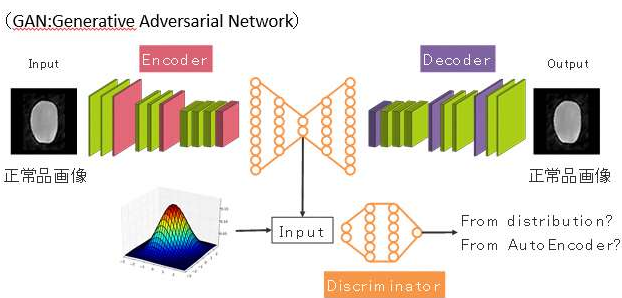 （GAN:Generative Adversarial Network）
Input
Encoder
Decoder
Output
正常品画像
正常品画像
Input
From distribution?
From AutoEncoder?
Discriminator